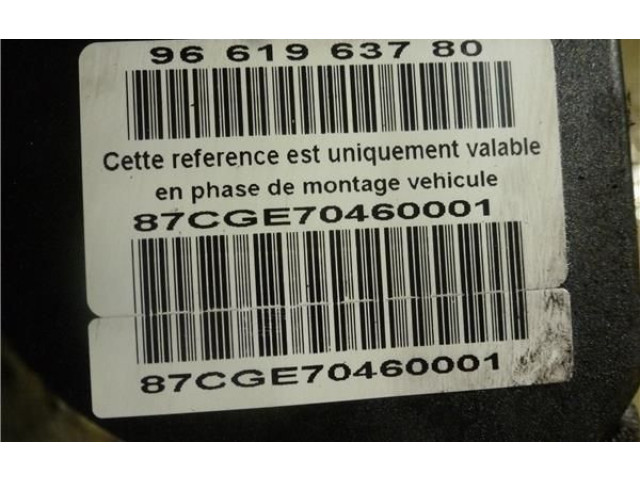 96 619 637 80
Cette reference est uniquement valable
en phase de montage vehicule
87CGE70460001
87CGE70460001